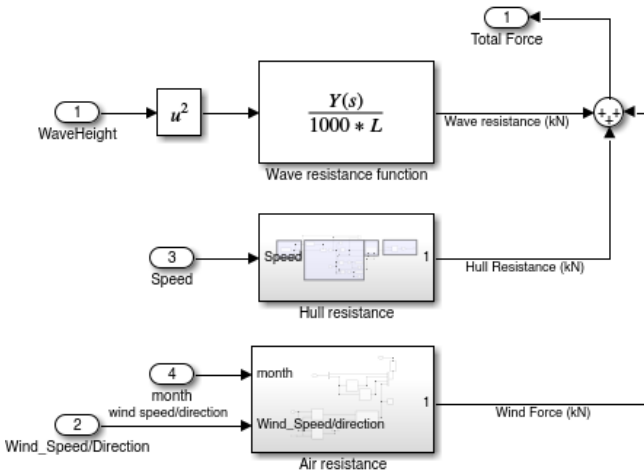 1
Total Force
1
WaveHeight
u²
Y(s)
1000 * L
Wave resistance function
Wave resistance (kN)
+
+
+
3
Speed
Speed
1
Hull resistance
Hull Resistance (kN)
4
month
wind speed/direction
2
Wind_Speed/Direction
month
Wind_Speed/direction
1
Air resistance
Wind Force (kN)